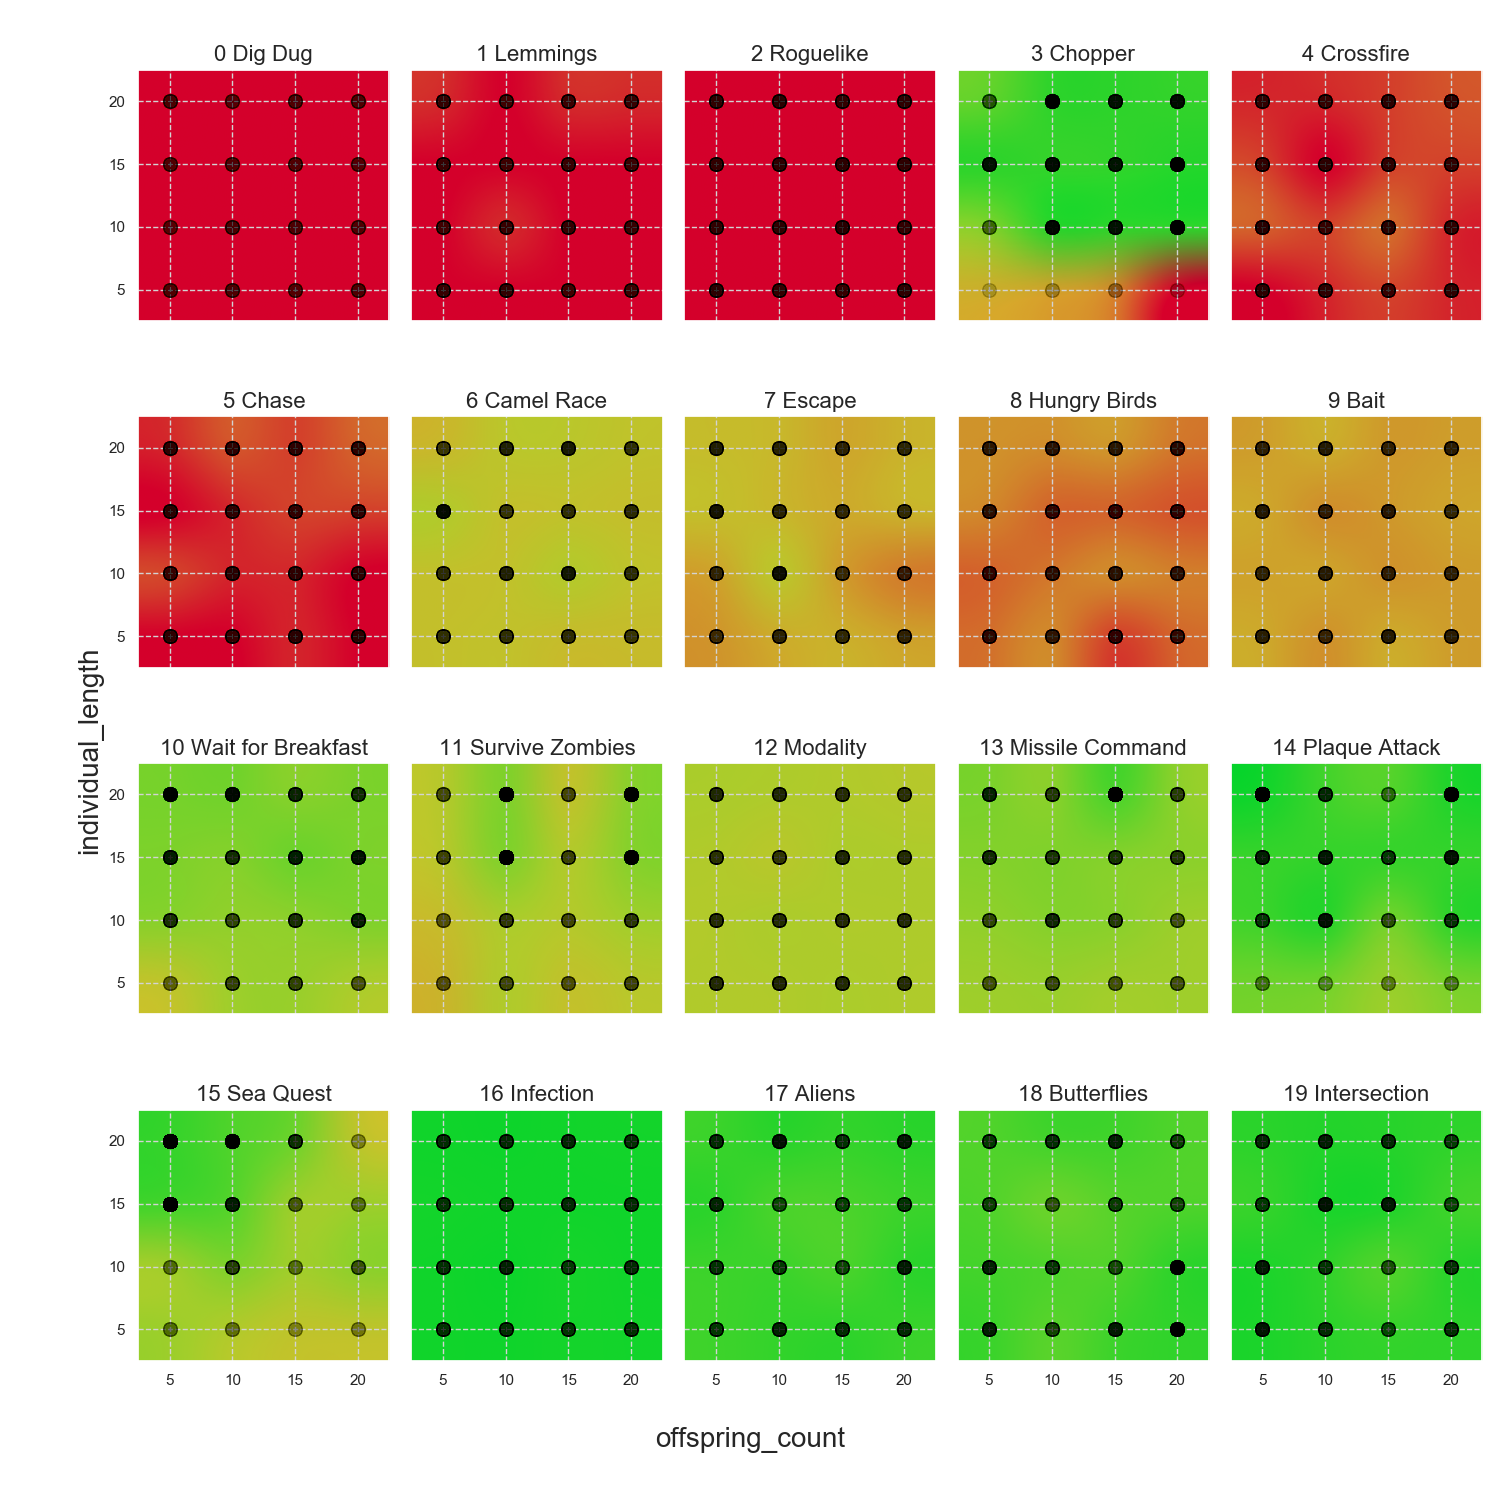 0 Dig Dug
1 Lemmings
2 Roguelike
3 Chopper
4 Crossfire
20
15
10
5
5 Chase
6 Camel Race
7 Escape
8 Hungry Birds
9 Bait
20
15
10
5
individual_length
10 Wait for Breakfast
11 Survive Zombies
12 Modality
13 Missile Command
14 Plaque Attack
20
15
10
5
15 Sea Quest
16 Infection
17 Aliens
18 Butterflies
19 Intersection
20
15
10
5
5 10 15 20 5 10 15 20 5 10 15 20 5 10 15 20 5 10 15 20
offspring_count